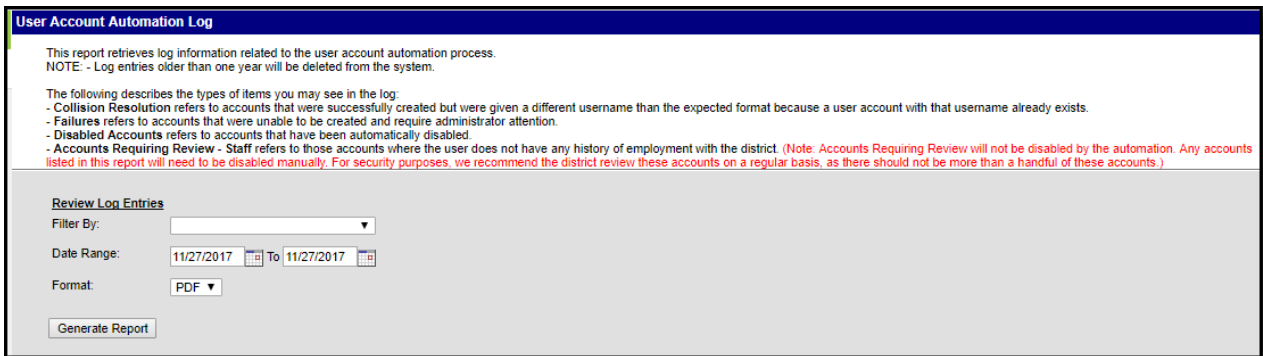 User Account Automation Log
This report retrieves log information related to the user account automation process.
NOTE: - Log entries older than one year will be deleted from the system.
The following describes the types of items you may see in the log:
- Collision Resolution refers to accounts that were successfully created but were given a different username than the expected format because a user account with that username already exists.
- Failures refers to accounts that were unable to be created and require administrator attention.
- Disabled Accounts refers to accounts that have been automatically disabled.
- Accounts Requiring Review - Staff refers to those accounts where the user does not have any history of employment with the district. (Note: Accounts Requiring Review will not be disabled by the automation. Any accounts
listed in this report will need to be disabled manually. For security purposes, we recommend the district review these accounts on a regular basis, as there should not be more than a handful of these accounts.)
Review Log Entries
Filter By:
Date Range: 11/27/2017 To 11/27/2017
Format: PDF
Generate Report